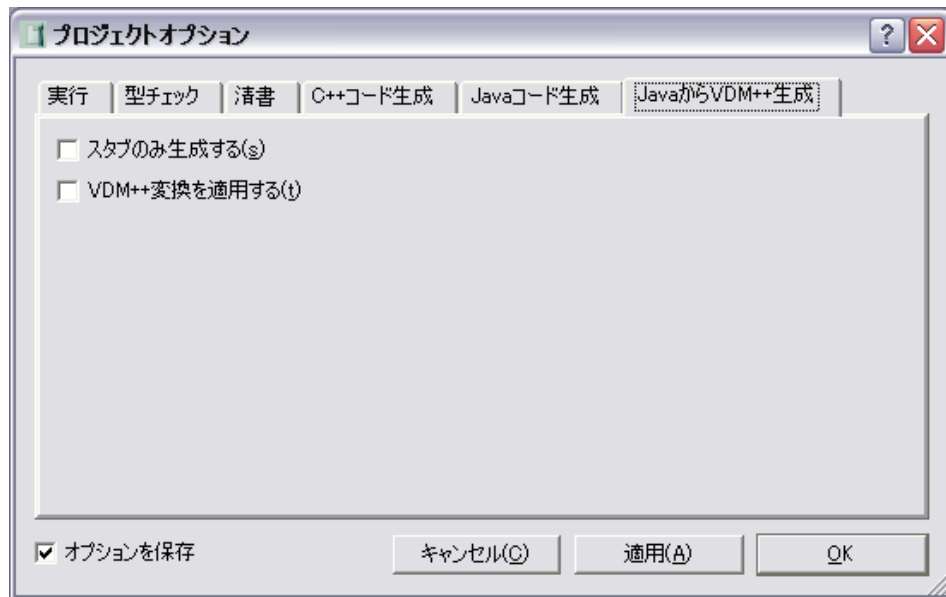 プロジェクトオプション
実行 型チェック 清書 C++コード生成 Javaコード生成 JavaからVDM++生成
スタブのみ生成する(s)
VDM++変換を適用する(t)
オプションを保存 キャンセル(C) 適用(A) OK